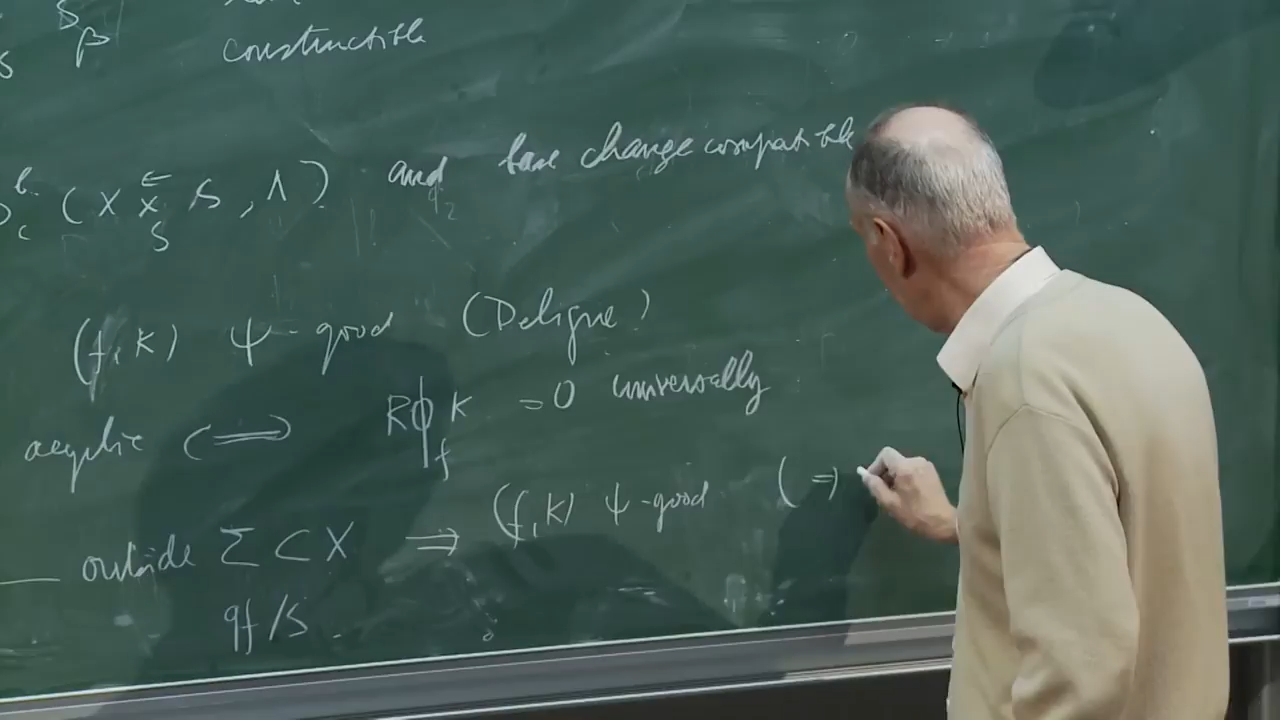 S
β
constructible
(X ×_S^← S, Λ) and base change compatible
(f, K) ψ-good (Deligne)
acyclic (⟺ Rϕ_f K = 0 universally
outside Σ ⊂ X ⟹ (f, K) ψ-good (⇒
qf/S.